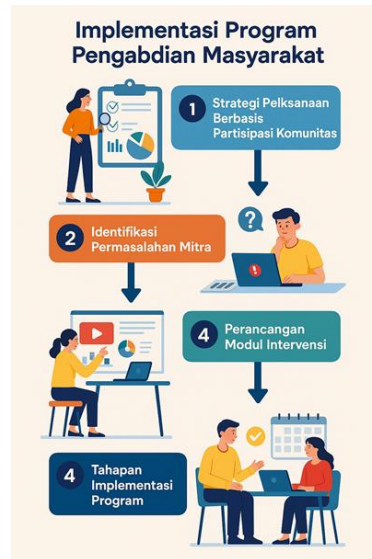 Implementasi Program
Pengabdian Masyarakat
1
Strategi Pelksanaan
Berbasis
Partisipasi Komunitas
2
Identifikasi
Permasalahan Mitra
?
!
4
Perancangan
Modul Intervensi
4
Tahapan
Implementasi
Program